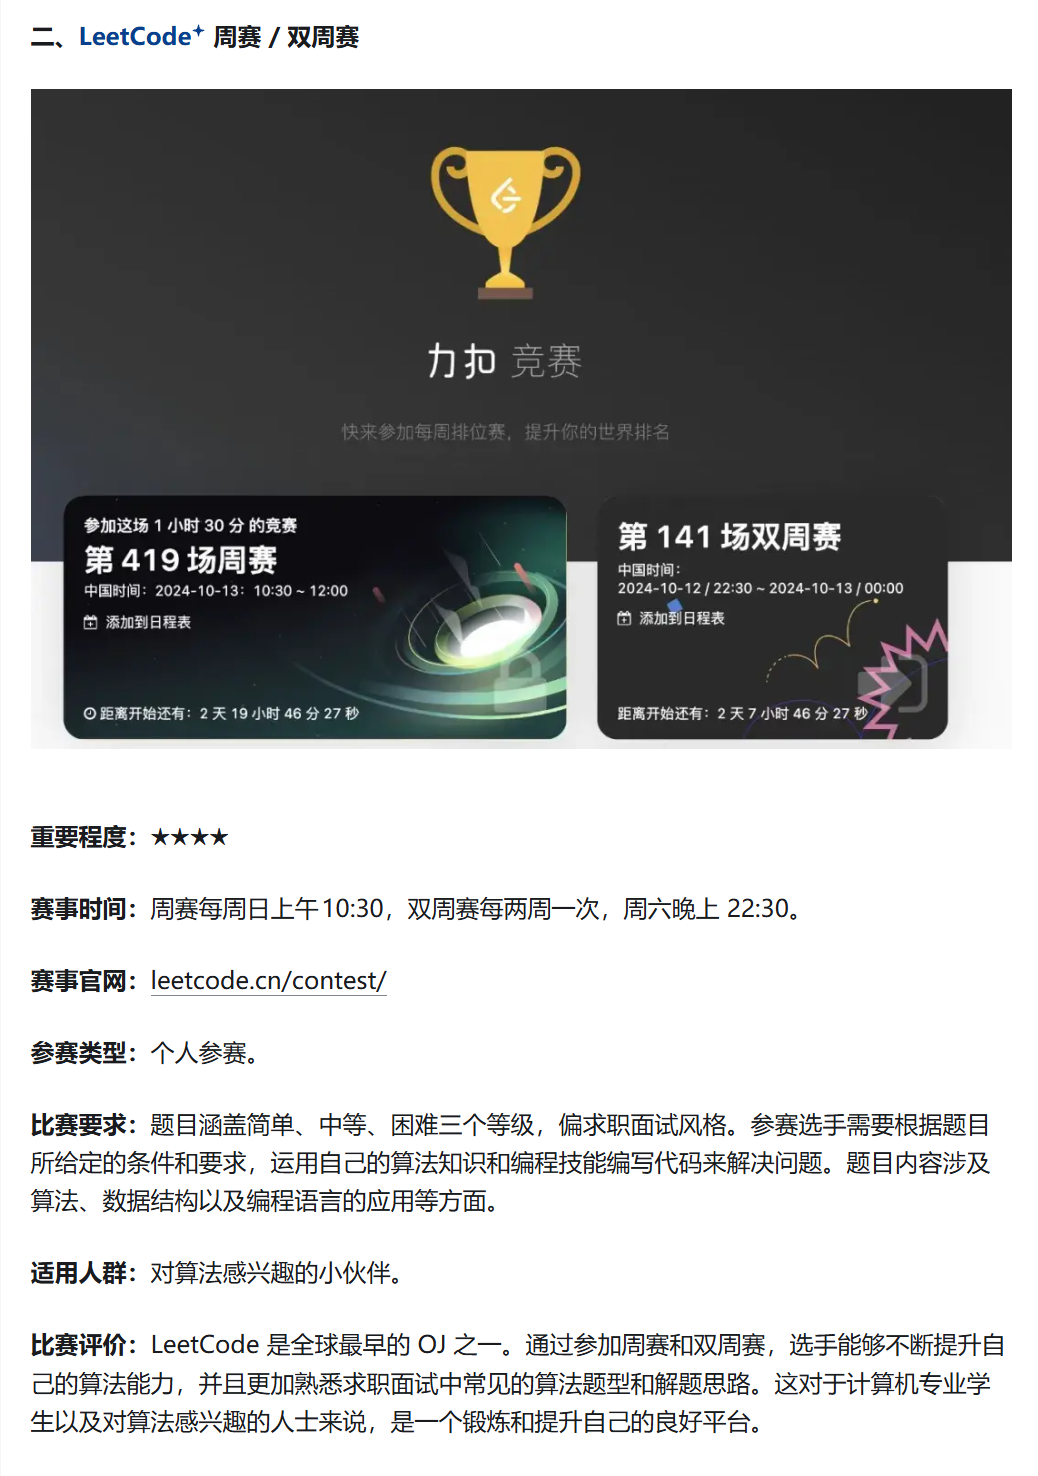 二、LeetCode 周赛 / 双周赛
力扣 竞赛
快来参加每周排位赛，提升你的世界排名
参加这场 1 小时 30 分 的竞赛
第 419 场周赛
中国时间：2024-10-13：10:30 ~ 12:00
添加到日程表
距离开始还有：2 天 19 小时 46 分 27 秒
第 141 场双周赛
中国时间：
2024-10-12 / 22:30 ~ 2024-10-13 / 00:00
添加到日程表
距离开始还有：2 天 7 小时 46 分 27 秒
重要程度：★★★★
赛事时间：周赛每周日上午10:30，双周赛每两周一次，周六晚上 22:30。
赛事官网：leetcode.cn/contest/
参赛类型：个人参赛。
比赛要求：题目涵盖简单、中等、困难三个等级，偏求职面试风格。参赛选手需要根据题目
所给定的条件和要求，运用自己的算法知识和编程技能编写代码来解决问题。题目内容涉及
算法、数据结构以及编程语言的应用等方面。
适用人群：对算法感兴趣的小伙伴。
比赛评价：LeetCode 是全球最早的 OJ 之一。通过参加周赛和双周赛，选手能够不断提升自
己的算法能力，并且更加熟悉求职面试中常见的算法题型和解题思路。这对于计算机专业学
生以及对算法感兴趣的人士来说，是一个锻炼和提升自己的良好平台。